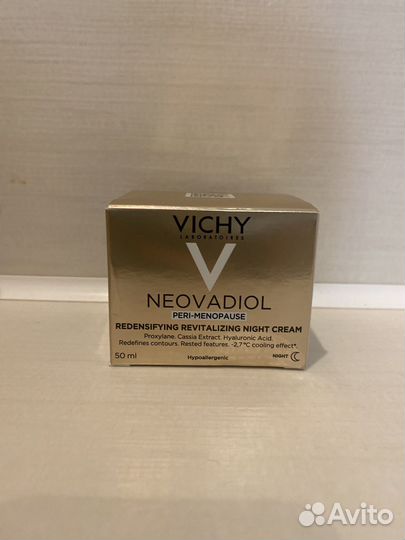 VICHY
LABORATOIRES
NEOVADIOL
PERI-MENOPAUSE
REDENSIFYING REVITALIZING NIGHT CREAM
Proxylane. Cassia Extract. Hyaluronic Acid.
Redefines contours. Rested features. -2,7°C cooling effect*.
50 ml Hypoallergenic NIGHT
Avito